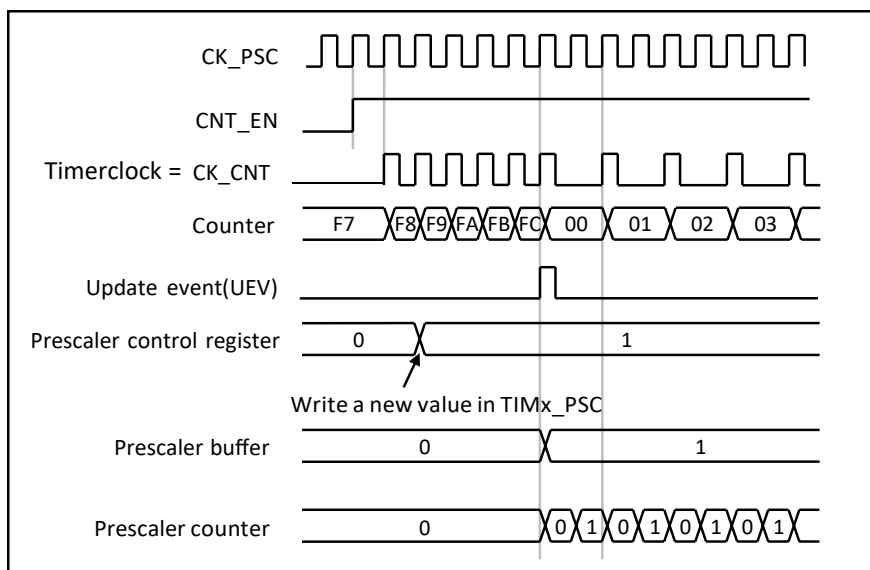 CK_PSC
CNT_EN
Timerclock = CK_CNT
Counter F7 F8 F9 FA FB FC 00 01 02 03
Update event(UEV)
Prescaler control register 0 1
Write a new value in TIMx_PSC
Prescaler buffer 0 1
Prescaler counter 0 0 1 0 1 0 1 0 1